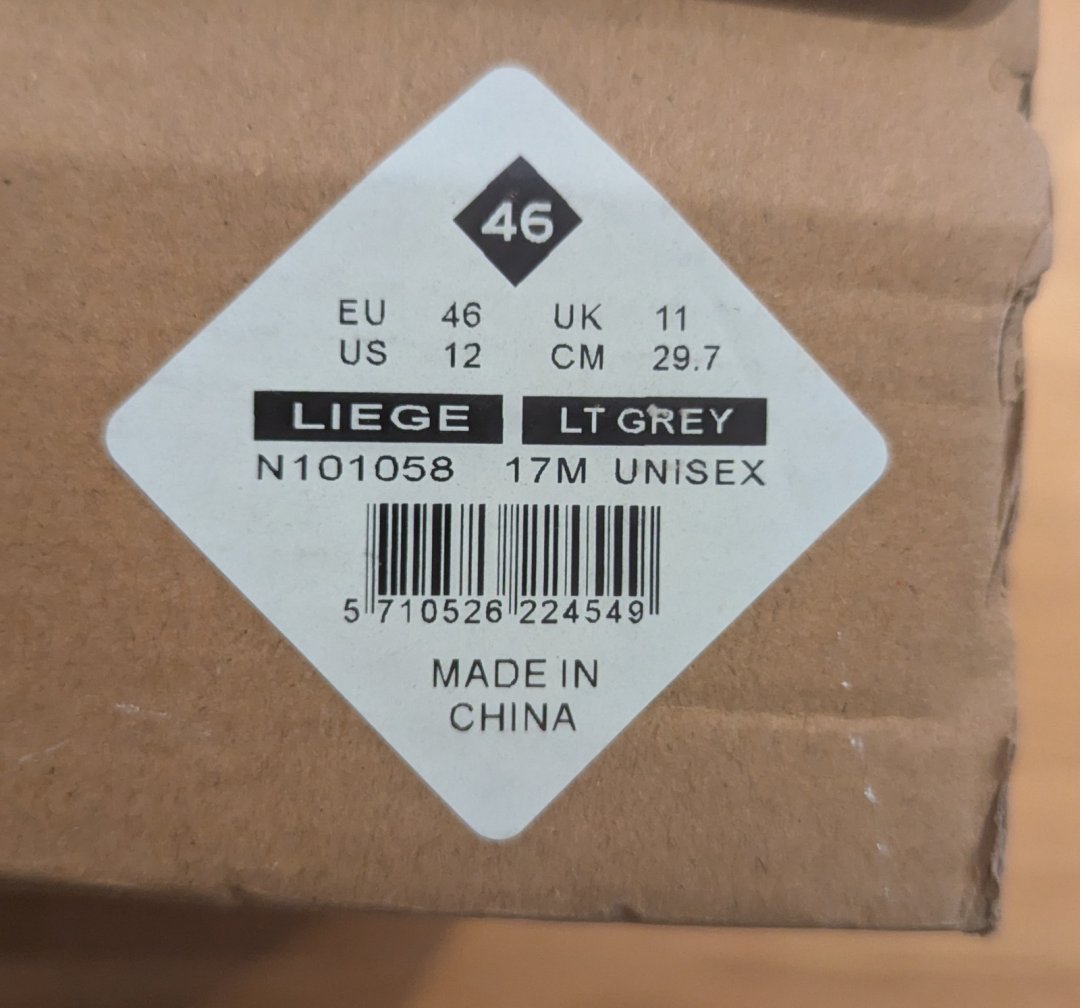 46
EU 46 UK 11
US 12 CM 29.7
LIEGE LT GREY
N101058 17M UNISEX
5 710526 224549
MADE IN
CHINA